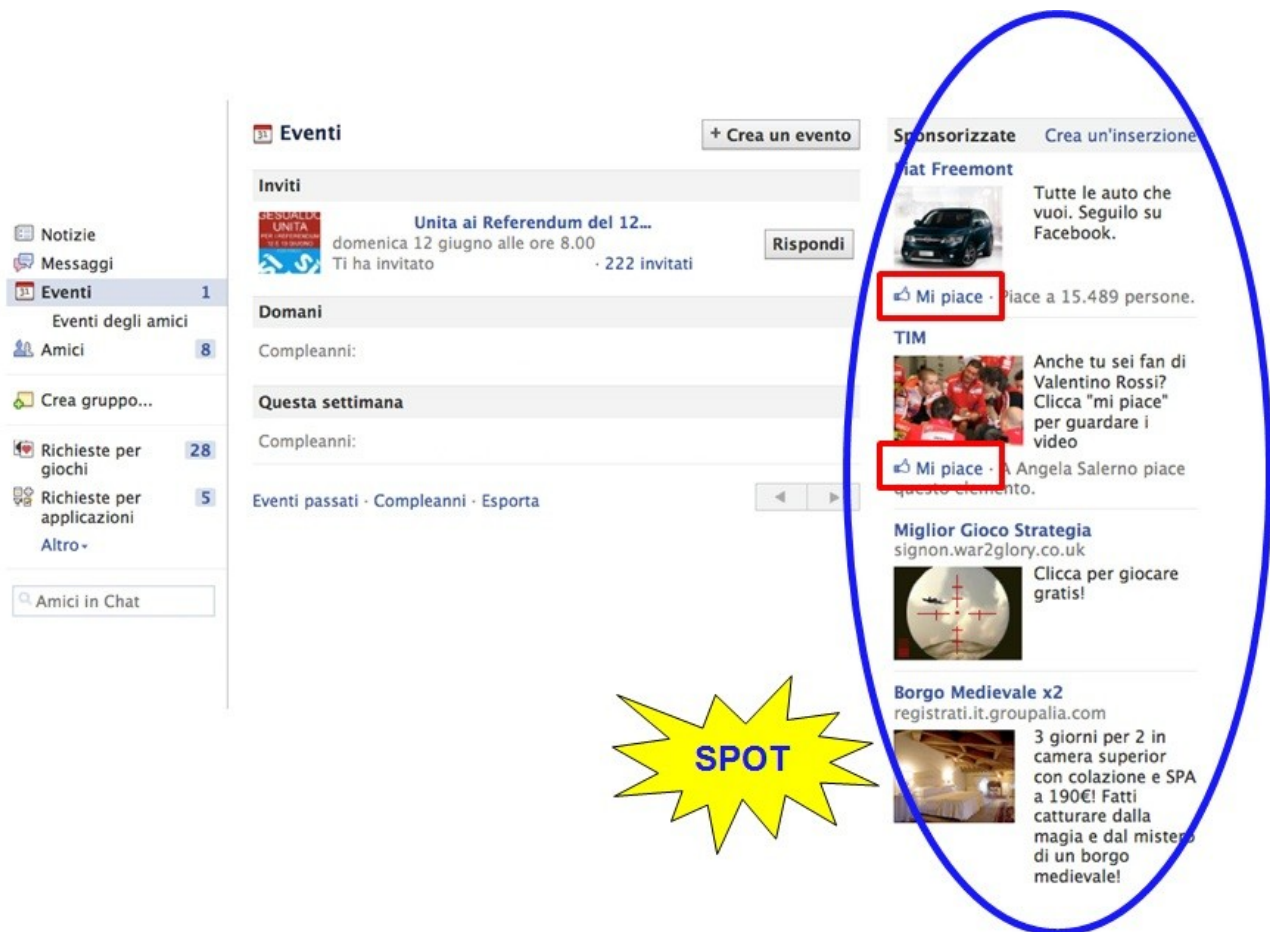 Notizie
Messaggi
Eventi 1
Eventi degli amici
Amici 8
Crea gruppo...
Richieste per 28
giochi
Richieste per 5
applicazioni
Altro
Amici in Chat
31 Eventi
+ Crea un evento
Inviti
GESUALDO
UNITA
Unita ai Referendum del 12...
domenica 12 giugno alle ore 8.00
Ti ha invitato · 222 invitati
Rispondi
Domani
Compleanni:
Questa settimana
Compleanni:
Eventi passati · Compleanni · Esporta
SPOT
Sponsorizzate Crea un'inserzione
Fiat Freemont
Tutte le auto che
vuoi. Seguilo su
Facebook.
Mi piace · Piace a 15.489 persone.
TIM
Anche tu sei fan di
Valentino Rossi?
Clicca "mi piace"
per guardare i
video
Mi piace · A Angela Salerno piace
questo elemento.
Miglior Gioco Strategia
signon.war2glory.co.uk
Clicca per giocare
gratis!
Borgo Medievale x2
registrati.it.groupalia.com
3 giorni per 2 in
camera superior
con colazione e SPA
a 190€! Fatti
catturare dalla
magia e dal mistero
di un borgo
medievale!